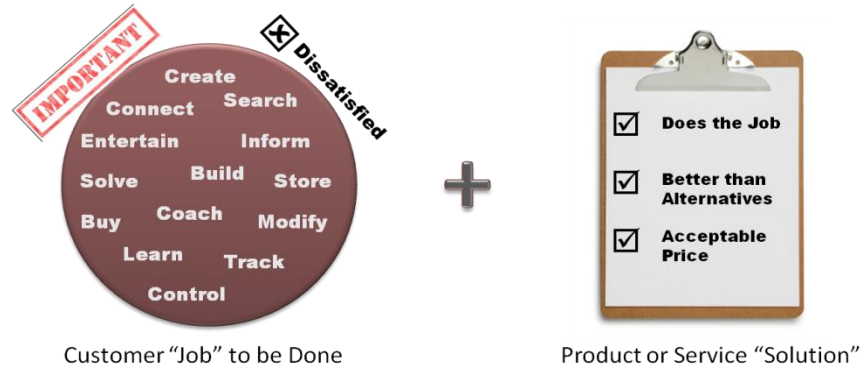 IMPORTANT
Dissatisfied
Create
Connect Search
Entertain Inform
Solve Build Store
Buy Coach Modify
Learn Track
Control
Customer “Job” to be Done
Does the Job
Better than
Alternatives
Acceptable
Price
Product or Service “Solution”